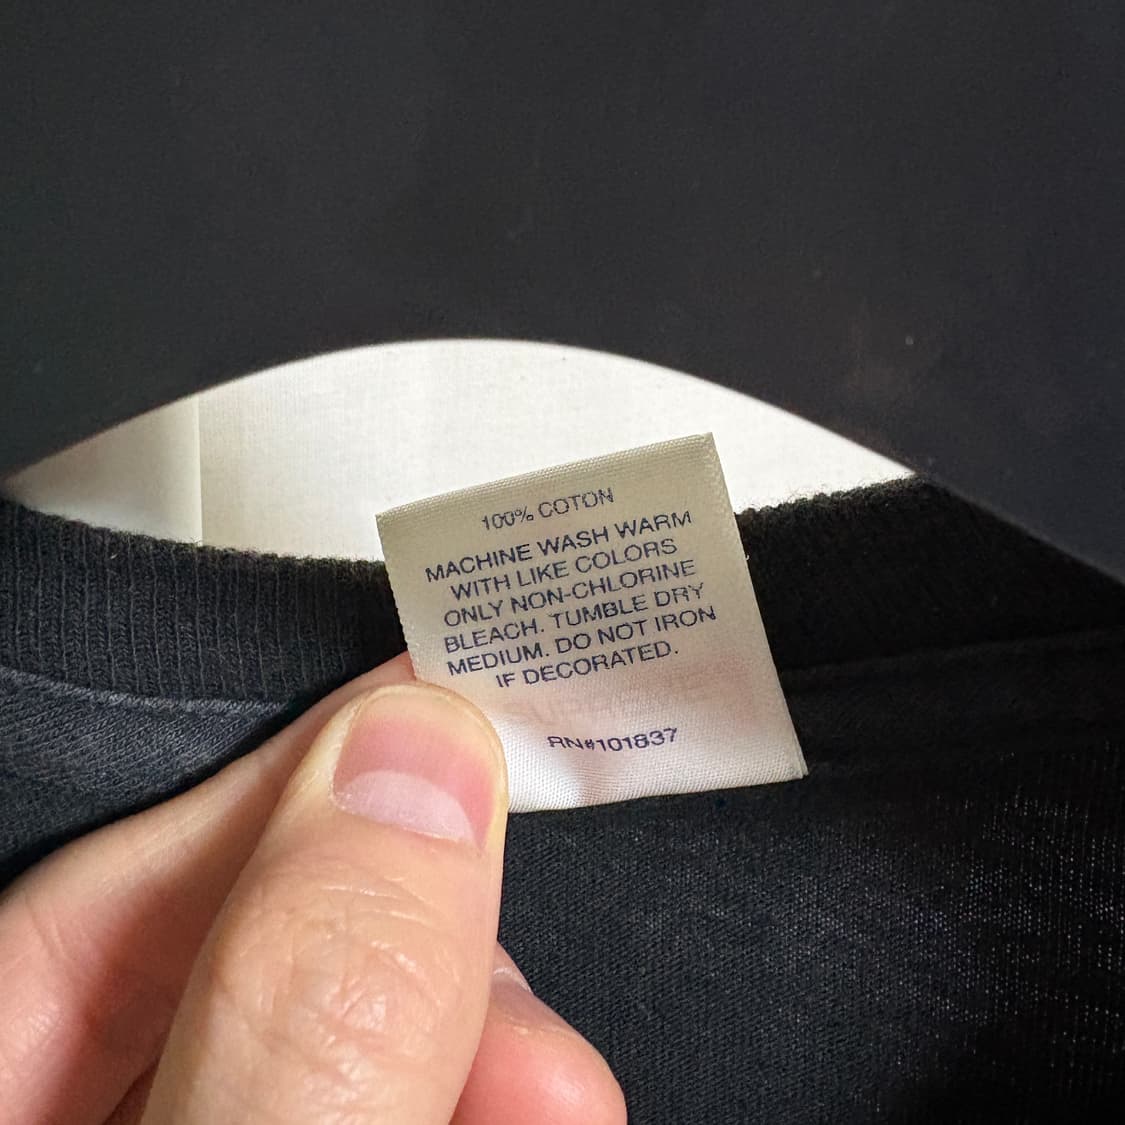 100% COTON
MACHINE WASH WARM
WITH LIKE COLORS
ONLY NON-CHLORINE
BLEACH. TUMBLE DRY
MEDIUM. DO NOT IRON
IF DECORATED.
RN#101837